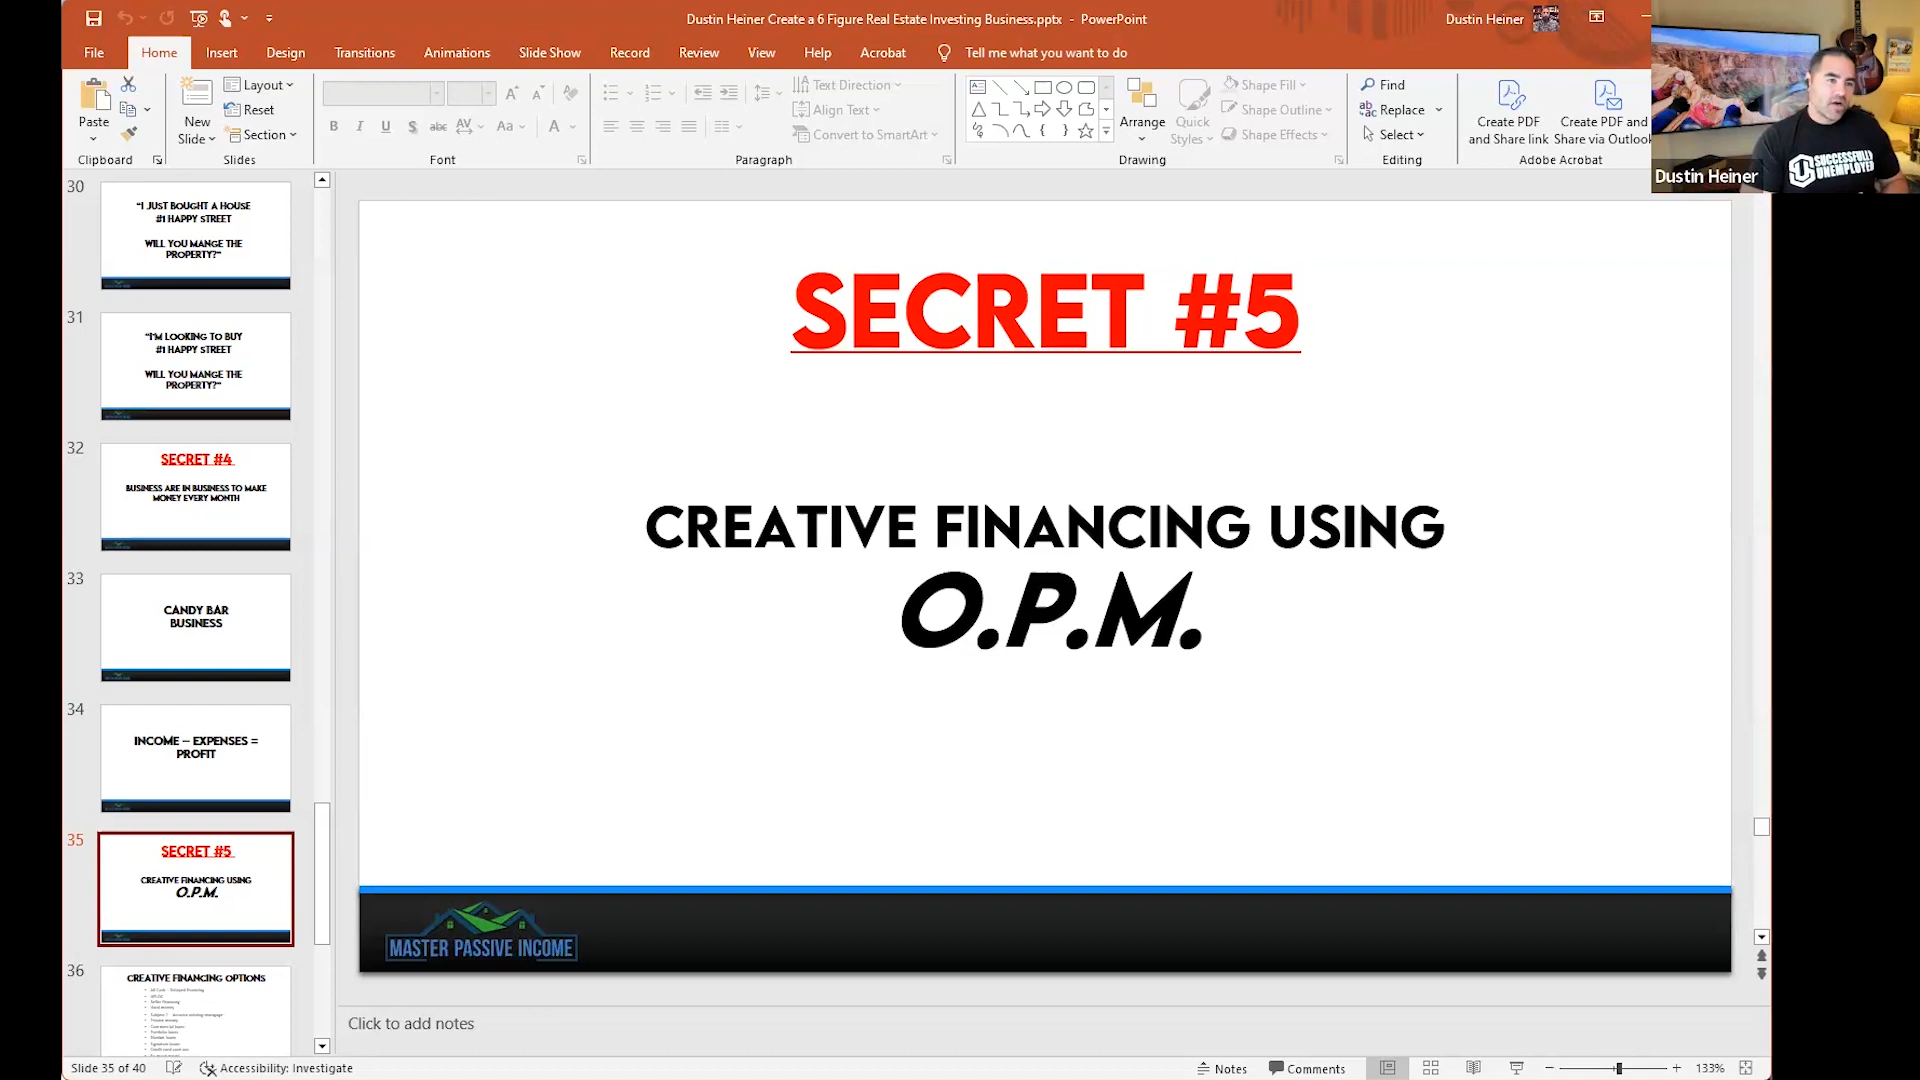 Dustin Heiner Create a 6 Figure Real Estate Investing Business.pptx - PowerPoint
Dustin Heiner
File Home Insert Design Transitions Animations Slide Show Record Review View Help Acrobat Tell me what you want to do
Paste
Clipboard
New
Slide
Layout
Reset
Section
Slides
B I U S abc AV Aa A
Font
Text Direction
Align Text
Convert to SmartArt
Paragraph
Arrange
Quick
Styles
Shape Fill
Shape Outline
Shape Effects
Drawing
Find
Replace
Select
Editing
Create PDF
and Share link
Create PDF and
Share via Outlook
Adobe Acrobat
SUCCESSFULLY
UNEMPLOYED
Dustin Heiner
30
"I JUST BOUGHT A HOUSE
#1 HAPPY STREET
WILL YOU MANGE THE
PROPERTY?"
31
"I'M LOOKING TO BUY
#1 HAPPY STREET
WILL YOU MANGE THE
PROPERTY?"
32
SECRET #4
BUSINESS ARE IN BUSINESS TO MAKE
MONEY EVERY MONTH
33
CANDY BAR
BUSINESS
34
INCOME – EXPENSES =
PROFIT
35
SECRET #5
CREATIVE FINANCING USING
O.P.M.
36
CREATIVE FINANCING OPTIONS
SECRET #5
CREATIVE FINANCING USING
O.P.M.
MASTER PASSIVE INCOME
Click to add notes
Slide 35 of 40
Accessibility: Investigate
Notes
Comments
133%